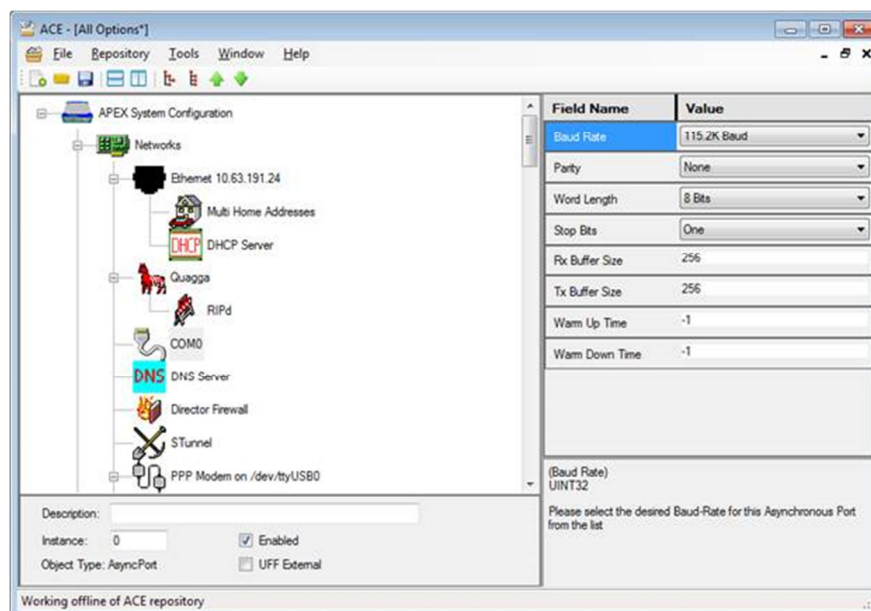 ACE - [All Options*]
File Repository Tools Window Help
APEX System Configuration
Networks
Ethernet 10.63.191.24
Multi Home Addresses
DHCP DHCP Server
Quagga
RIPd
COM0
DNS DNS Server
Director Firewall
STunnel
PPP Modem on /dev/ttyUSB0
Description:
Instance: 0 Enabled
Object Type: AsyncPort UFF External
Field Name Value
Baud Rate 115.2K Baud
Parity None
Word Length 8 Bits
Stop Bits One
Rx Buffer Size 256
Tx Buffer Size 256
Warm Up Time -1
Warm Down Time -1
(Baud Rate)
UINT32
Please select the desired Baud-Rate for this Asynchronous Port
from the list
Working offline of ACE repository